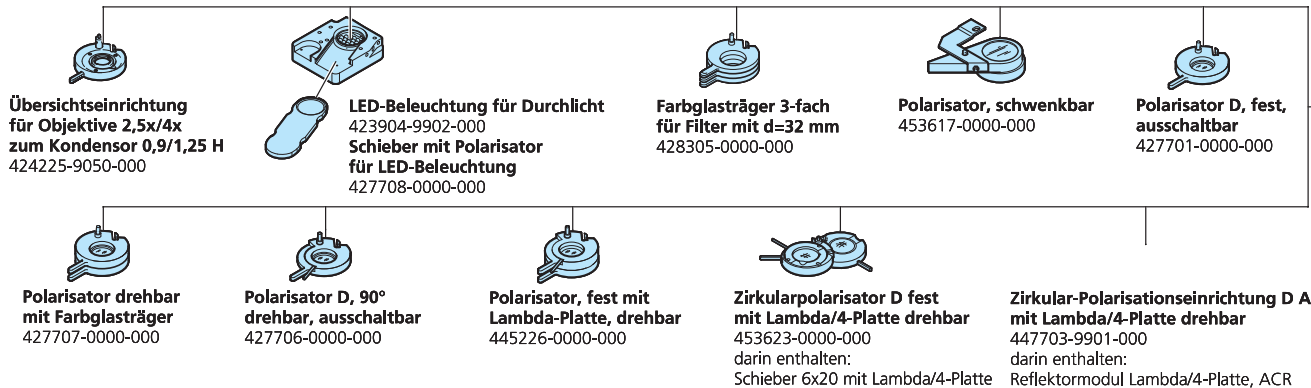 Übersichtseinrichtung
für Objektive 2,5x/4x
zum Kondensor 0,9/1,25 H
424225-9050-000
LED-Beleuchtung für Durchlicht
423904-9902-000
Schieber mit Polarisator
für LED-Beleuchtung
427708-0000-000
Farbglasträger 3-fach
für Filter mit d=32 mm
428305-0000-000
Polarisator, schwenkbar
453617-0000-000
Polarisator D, fest,
ausschaltbar
427701-0000-000
Polarisator drehbar
mit Farbglasträger
427707-0000-000
Polarisator D, 90º
drehbar, ausschaltbar
427706-0000-000
Polarisator, fest mit
Lambda-Platte, drehbar
445226-0000-000
Zirkularpolarisator D fest
mit Lambda/4-Platte drehbar
453623-0000-000
darin enthalten:
Schieber 6x20 mit Lambda/4-Platte
Zirkular-Polarisationseinrichtung D A
mit Lambda/4-Platte drehbar
447703-9901-000
darin enthalten:
Reflektormodul Lambda/4-Platte, ACR